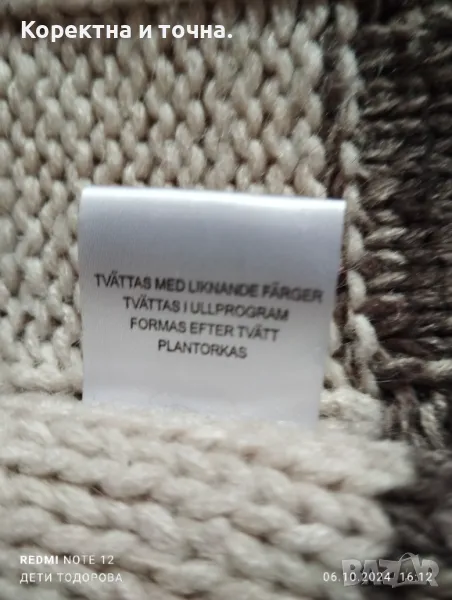 Коректна и точна.
TVÄTTAS MED LIKNANDE FÄRGER
TVÄTTAS I ULLPROGRAM
FORMAS EFTER TVÄTT
PLANTORKAS
REDMI NOTE 12
ДЕТИ ТОДОРОВА
06.10.2024 16:12
BAZAR